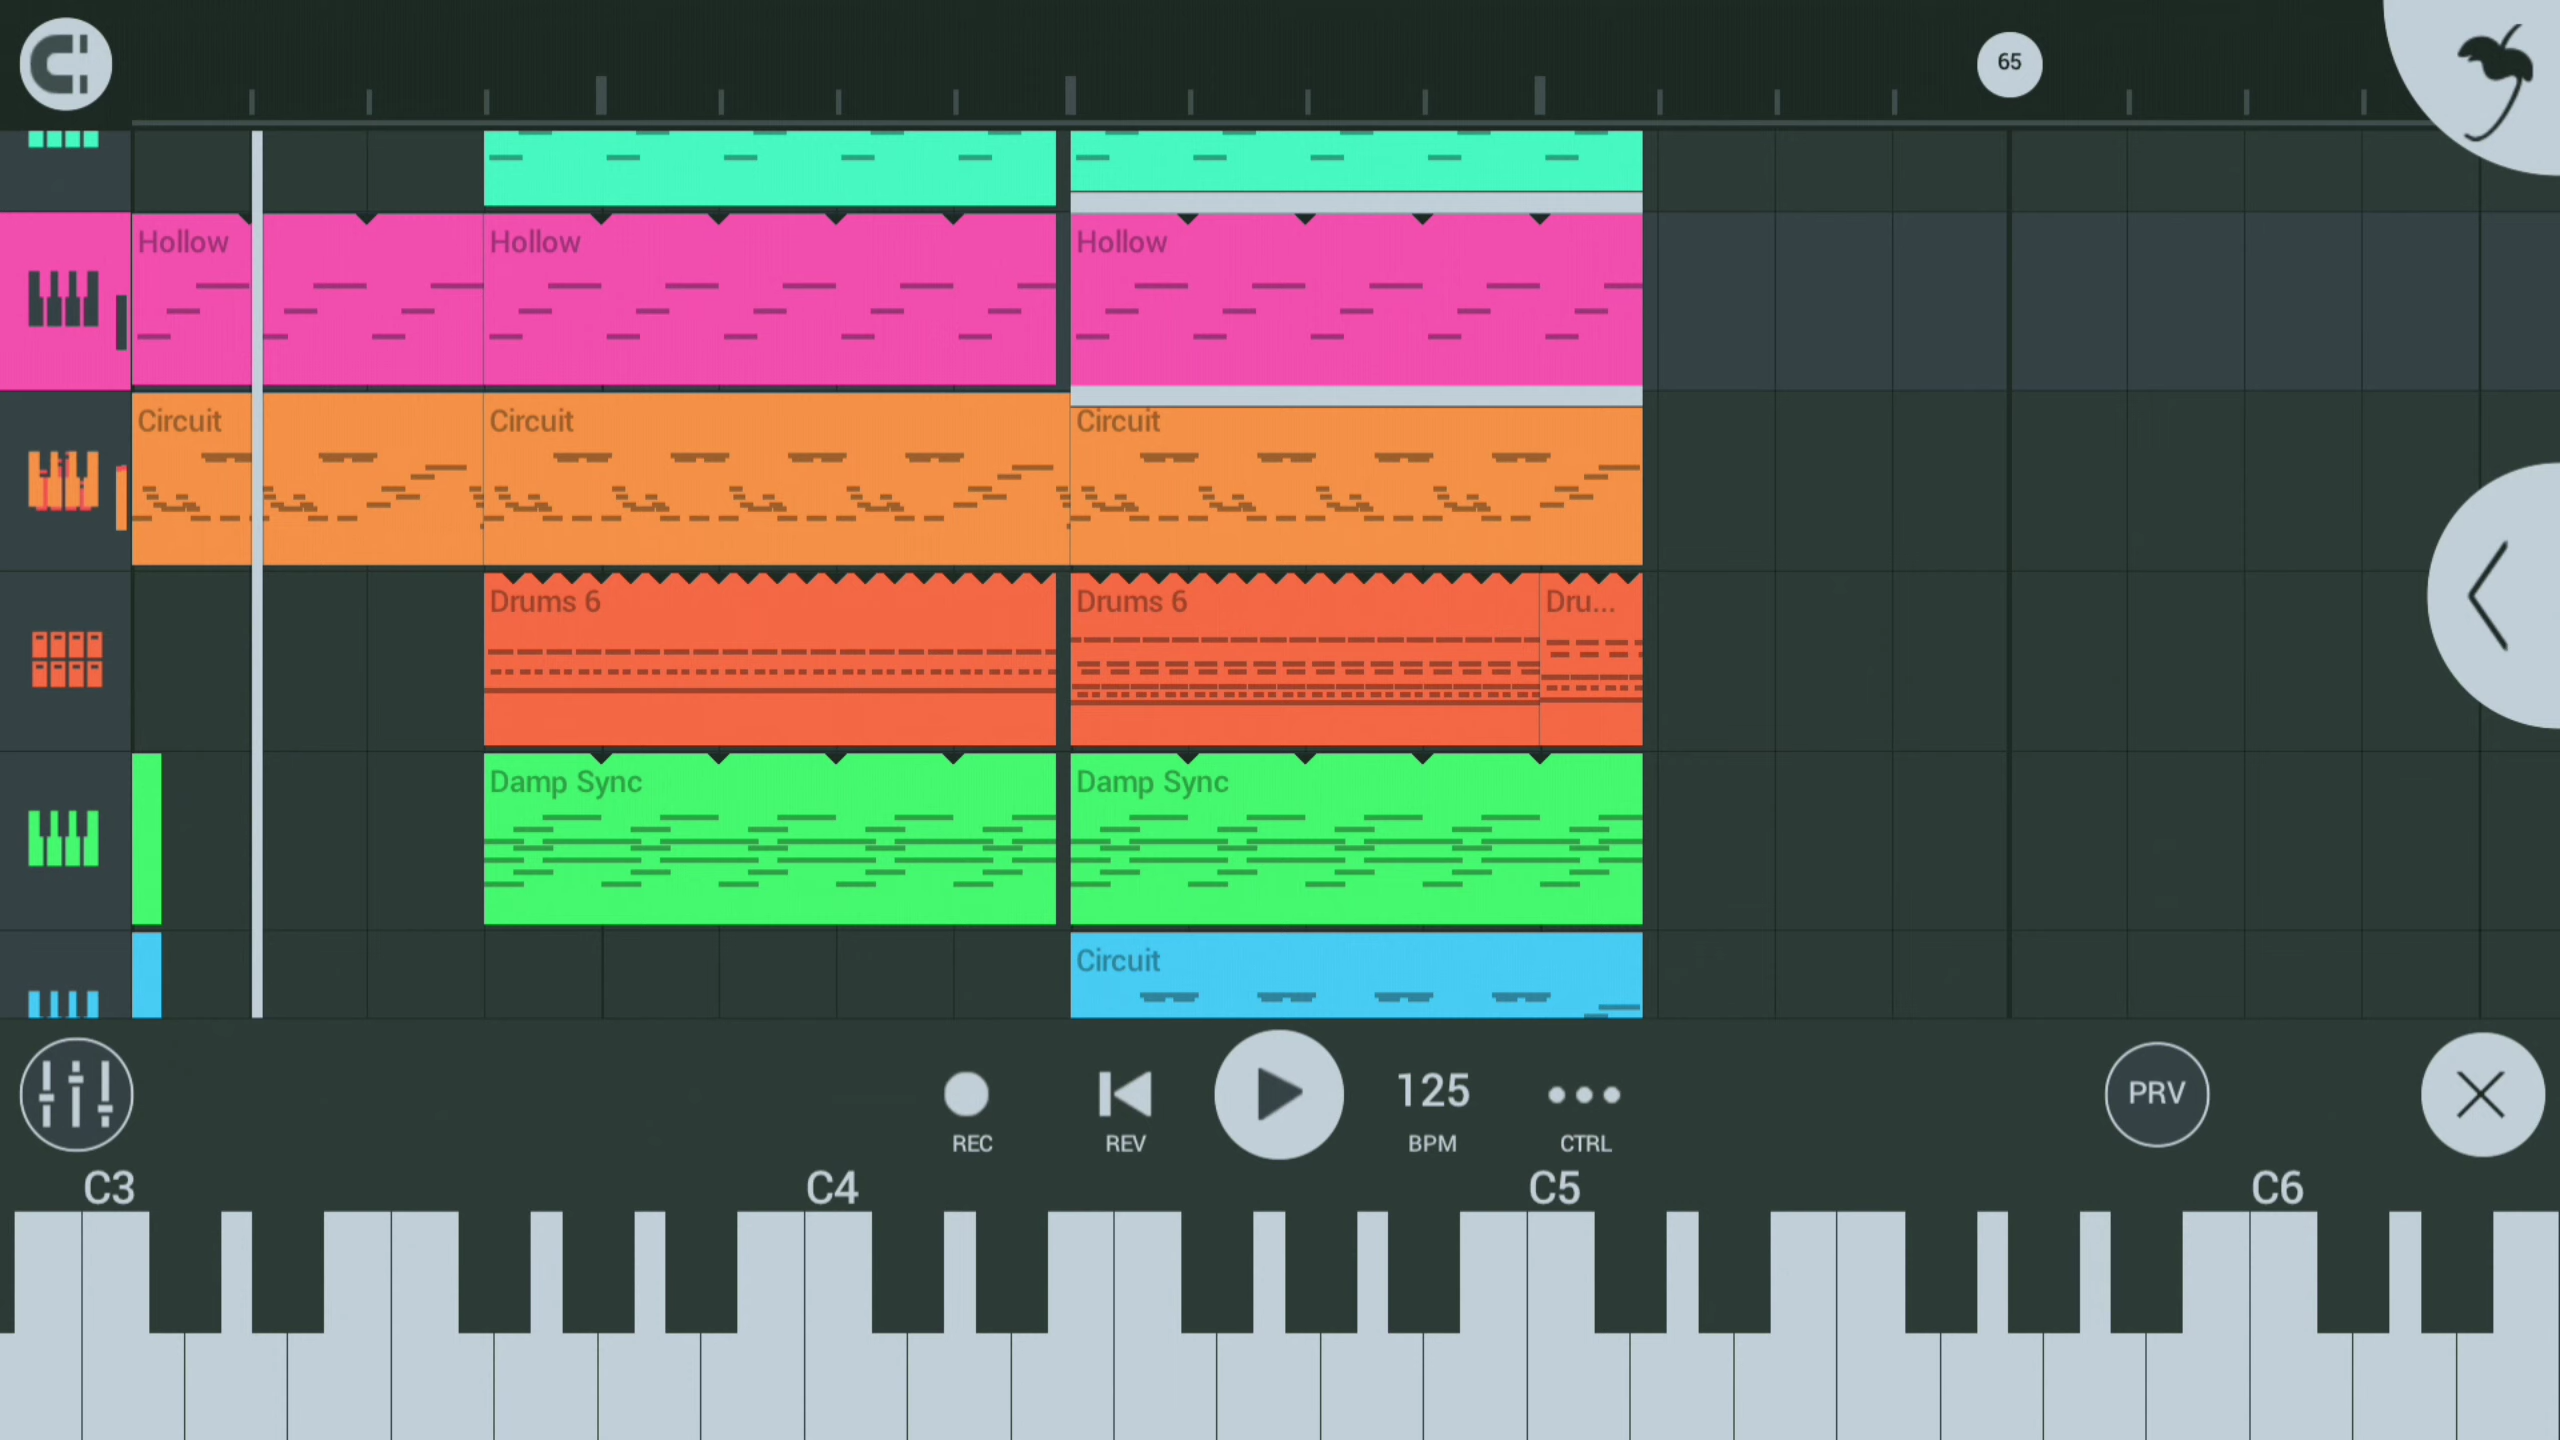 65
Hollow Hollow Hollow
Circuit Circuit Circuit
Drums 6 Drums 6 Dru...
Damp Sync Damp Sync
Circuit
125
PRV
REC REV BPM CTRL
C3 C4 C5 C6